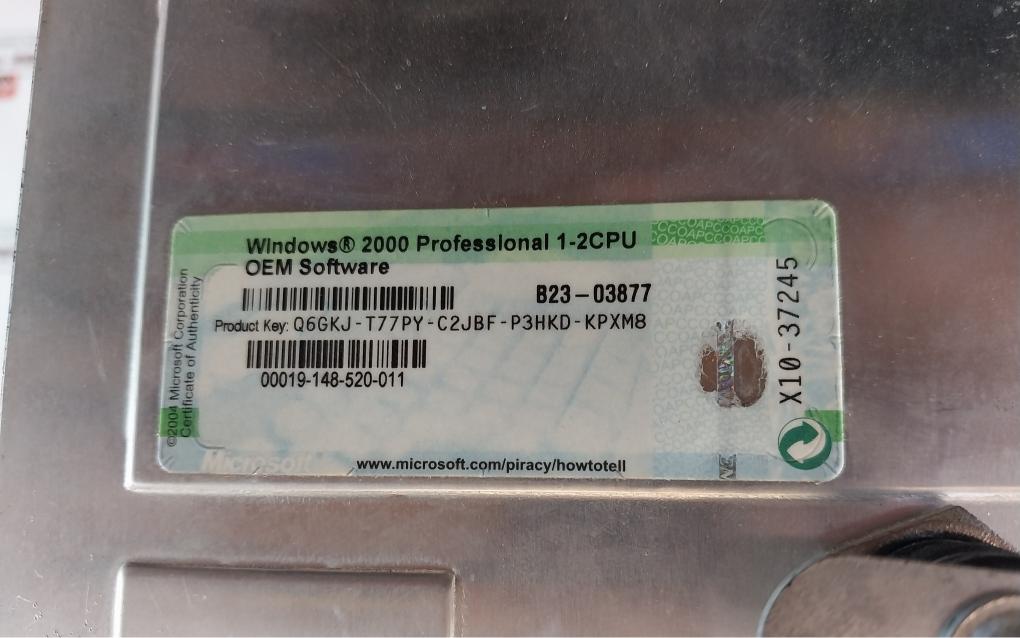 Windows® 2000 Professional 1-2CPU
OEM Software
B23-03877
Product Key: Q6GKJ-T77PY-C2JBF-P3HKD-KPXM8
00019-148-520-011
www.microsoft.com/piracy/howtotell
Microsoft
©2004 Microsoft Corporation
Certificate of Authenticity
X10-37245